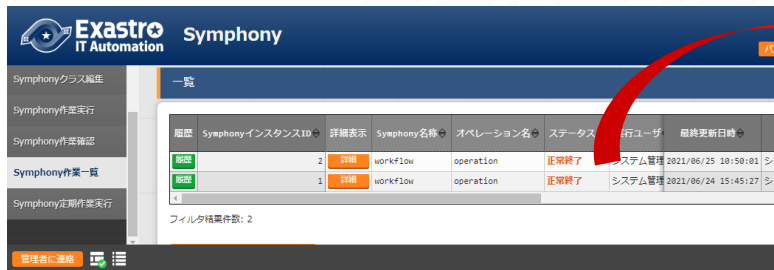 Exastro
IT Automation
Symphony
Symphonyクラス編集
Symphony作業実行
Symphony作業確認
Symphony作業一覧
Symphony定期作業実行
一覧
履歴 SymphonyインスタンスID 詳細表示 Symphony名称 オペレーション名 ステータス 実行ユーザ 最終更新日時
履歴 2 詳細 workflow operation 正常終了 システム管理 2021/06/25 10:50:01 シ
履歴 1 詳細 workflow operation 正常終了 システム管理 2021/06/24 15:45:27 シ
フィルタ結果件数: 2
管理者に連絡